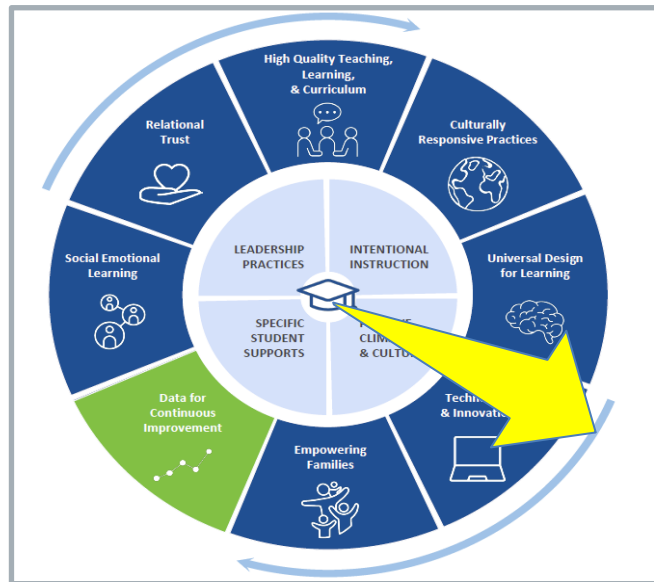 High Quality Teaching,
Learning,
& Curriculum
Culturally
Responsive Practices
Universal Design
for Learning
& Innovatio
Empowering
Families
Data for
Continuous
Improvement
Social Emotional
Learning
Relational
Trust
LEADERSHIP
PRACTICES
INTENTIONAL
INSTRUCTION
SPECIFIC
STUDENT
SUPPORTS
& CULTU